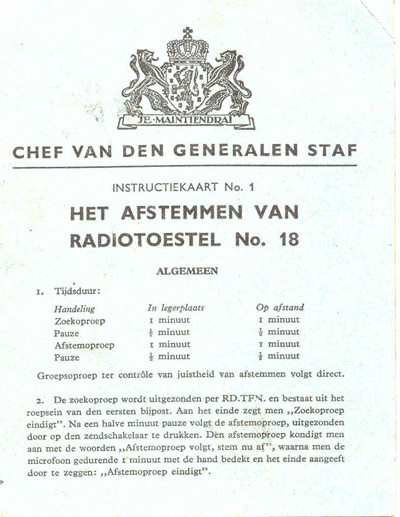 JE·MAINTIENDRAI
CHEF VAN DEN GENERALEN STAF
INSTRUCTIEKAART No. 1
HET AFSTEMMEN VAN
RADIOTOESTEL No. 18
ALGEMEEN
1. Tijdsduur:
Handeling In legerplaats Op afstand
Zoekoproep 1 minuut 1 minuut
Pauze ½ minuut ½ minuut
Afstemoproep 1 minuut 1 minuut
Pauze ½ minuut ½ minuut
Groepsoproep ter contrôle van juistheid van afstemmen volgt direct.
2. De zoekoproep wordt uitgezonden per RD.TFN. en bestaat uit het
roepsein van den eersten bijpost. Aan het einde zegt men „Zoekoproep
eindigt". Na een halve minuut pauze volgt de afstemoproep, uitgezonden
door op den zendschakelaar te drukken. Den afstemoproep kondigt men
aan met de woorden „Afstemoproep volgt, stem nu af", waarna men de
microfoon gedurende 1 minuut met de hand bedekt en het einde aangeeft
door te zeggen: „Afstemoproep eindigt".